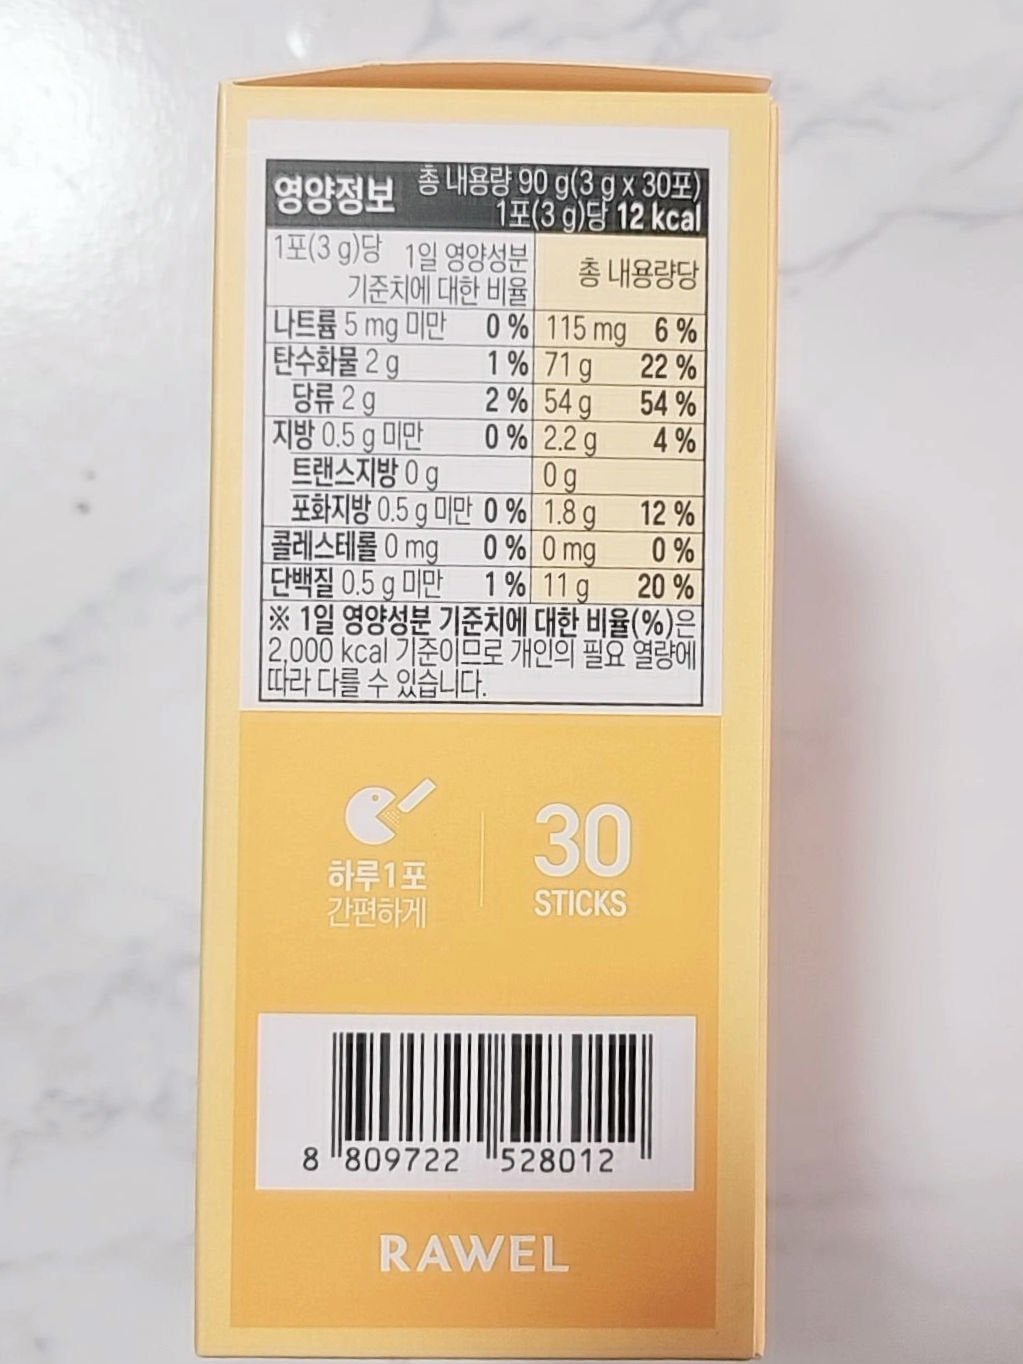 영양정보 총 내용량 90 g(3 g x 30포)
1포(3 g)당 12 kcal
1포(3 g)당 1일 영양성분 기준치에 대한 비율 총 내용량당
나트륨 5 mg 미만 0 % 115 mg 6 %
탄수화물 2 g 1 % 71 g 22 %
당류 2 g 2 % 54 g 54 %
지방 0.5 g 미만 0 % 2.2 g 4 %
트랜스지방 0 g 0 g
포화지방 0.5 g 미만 0 % 1.8 g 12 %
콜레스테롤 0 mg 0 % 0 mg 0 %
단백질 0.5 g 미만 1 % 11 g 20 %
※ 1일 영양성분 기준치에 대한 비율(%)은
2,000 kcal 기준이므로 개인의 필요 열량에
따라 다를 수 있습니다.
하루1포
간편하게
30
STICKS
8 809722 528012
RAWEL